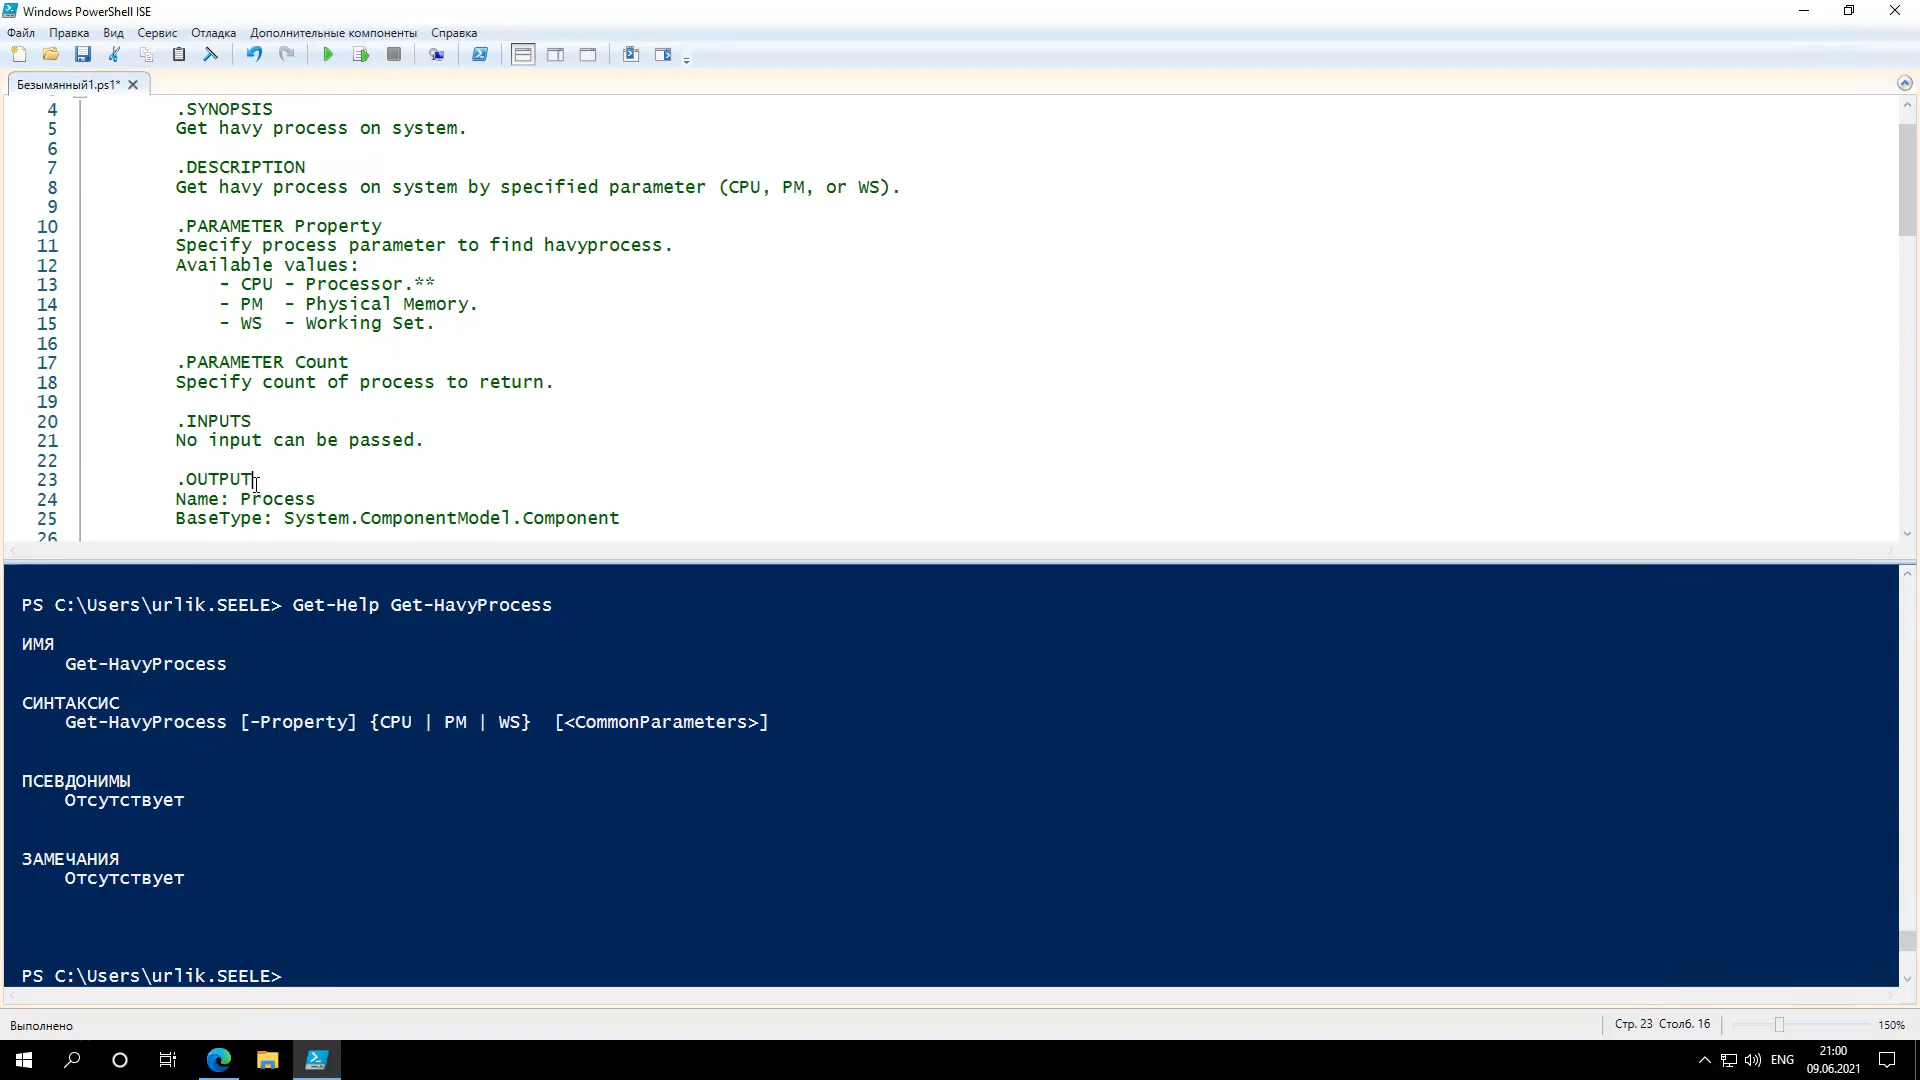 Windows PowerShell ISE
Файл Правка Вид Сервис Отладка Дополнительные компоненты Справка
Безымянный1.ps1*
4 .SYNOPSIS
5 Get havy process on system.
6
7 .DESCRIPTION
8 Get havy process on system by specified parameter (CPU, PM, or WS).
9
10 .PARAMETER Property
11 Specify process parameter to find havyprocess.
12 Available values:
13 - CPU - Processor.**
14 - PM - Physical Memory.
15 - WS - Working Set.
16
17 .PARAMETER Count
18 Specify count of process to return.
19
20 .INPUTS
21 No input can be passed.
22
23 .OUTPUT
24 Name: Process
25 BaseType: System.ComponentModel.Component
26
PS C:\Users\urlik.SEELE> Get-Help Get-HavyProcess
ИМЯ
Get-HavyProcess
СИНТАКСИС
Get-HavyProcess [-Property] {CPU | PM | WS} [<CommonParameters>]
ПСЕВДОНИМЫ
Отсутствует
ЗАМЕЧАНИЯ
Отсутствует
PS C:\Users\urlik.SEELE>
Выполнено Стр. 23 Столб. 16 150%
ENG 21:00
09.06.2021